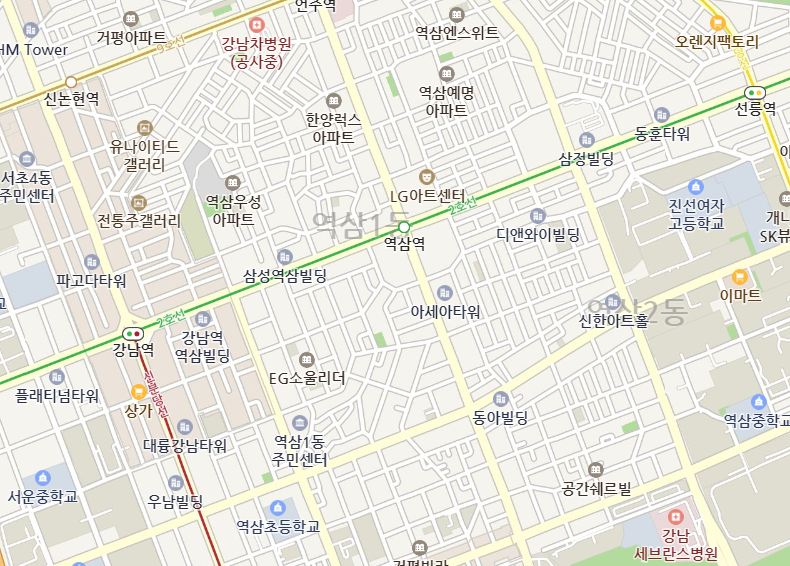 언주역
HM Tower
거평아파트
역삼엔스위트
오렌지팩토리
강남차병원
(공사중)
9호선
신논현역
역삼예명
아파트
선릉역
한양럭스
아파트
동훈타워
유나이티드
갤러리
삼정빌딩
서초4동
주민센터
LG아트센터
진선여자
고등학교
역삼우성
아파트
전통주갤러리
역삼1동
2호선
역삼역
디앤와이빌딩
개나
SK뷰
파고다타워
삼성역삼빌딩
이마트
역삼2동
아세아타워
신한아트홀
2호선
강남역
강남역
역삼빌딩
EG소울리더
신분당선
플래티넘타워
상가
동아빌딩
역삼중학교
대륭강남타워
역삼1동
주민센터
서운중학교
우남빌딩
공간쉐르빌
역삼초등학교
강남
세브란스병원